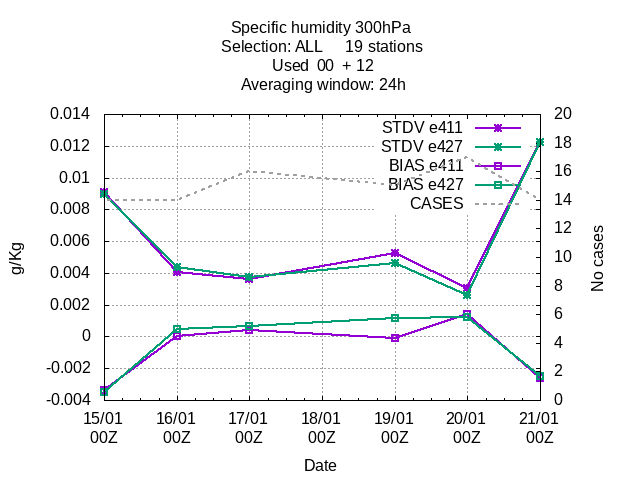 Specific humidity 300hPa
Selection: ALL     19 stations
Used  00  + 12
Averaging window: 24h
0.014
0.012
0.01
0.008
0.006
0.004
0.002
0
-0.002
-0.004
g/Kg
STDV e411
STDV e427
BIAS e411
BIAS e427
CASES
20
18
16
14
12
10
8
6
4
2
0
No cases
15/01 16/01 17/01 18/01 19/01 20/01 21/01
00Z 00Z 00Z 00Z 00Z 00Z 00Z
Date